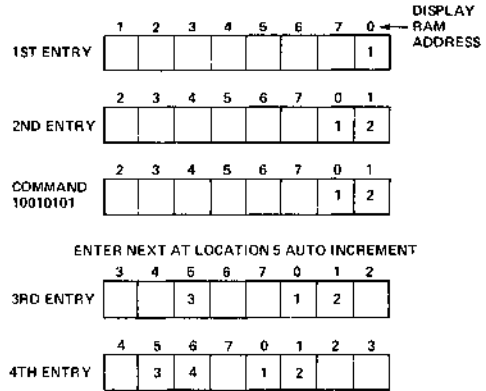 DISPLAY
RAM
ADDRESS
1 2 3 4 5 6 7 0
1ST ENTRY 1
2 3 4 5 6 7 0 1
2ND ENTRY 1 2
2 3 4 5 6 7 0 1
COMMAND
10010101 1 2
ENTER NEXT AT LOCATION 5 AUTO INCREMENT
3 4 5 6 7 0 1 2
3RD ENTRY 3 1 2
4 5 6 7 0 1 2 3
4TH ENTRY 3 4 1 2